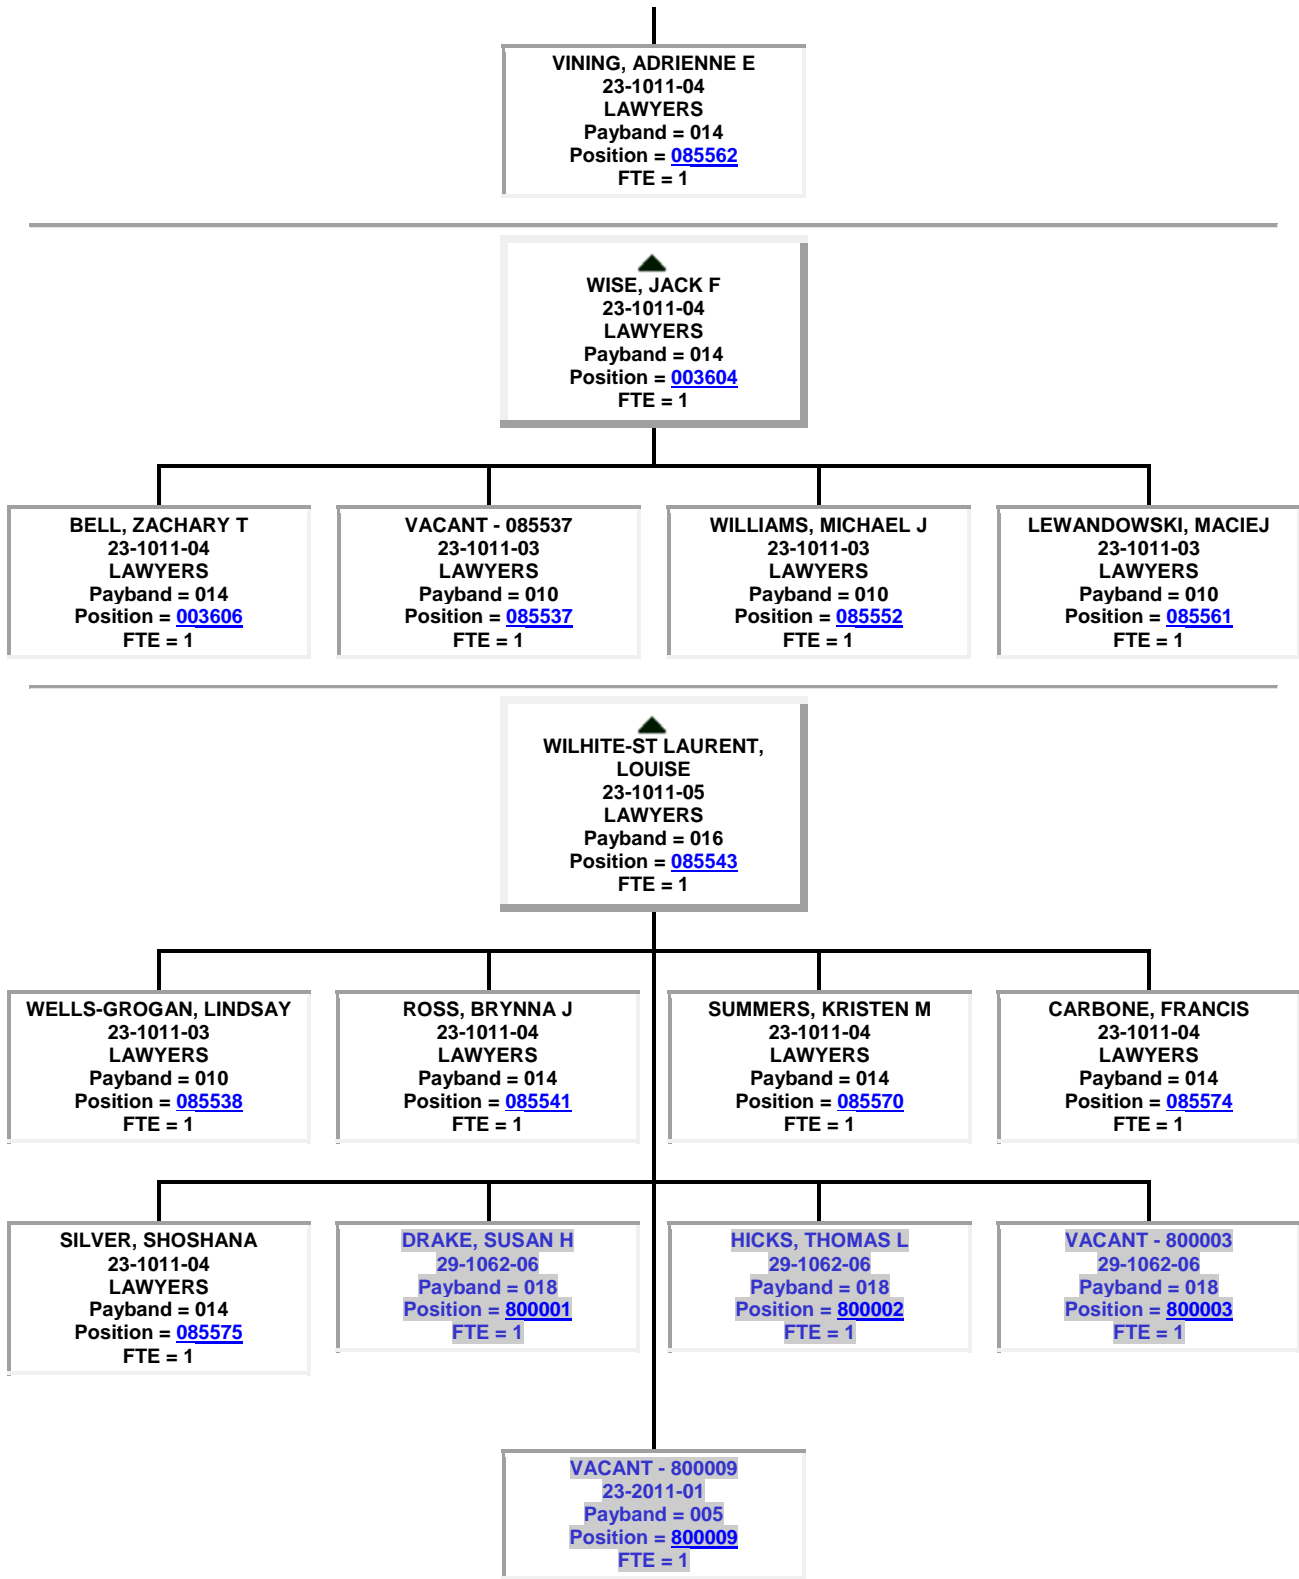 VINING, ADRIENNE E
23-1011-04
LAWYERS
Payband = 014
Position = 085562
FTE = 1
WISE, JACK F
23-1011-04
LAWYERS
Payband = 014
Position = 003604
FTE = 1
BELL, ZACHARY T
23-1011-04
LAWYERS
Payband = 014
Position = 003606
FTE = 1
VACANT - 085537
23-1011-03
LAWYERS
Payband = 010
Position = 085537
FTE = 1
WILLIAMS, MICHAEL J
23-1011-03
LAWYERS
Payband = 010
Position = 085552
FTE = 1
LEWANDOWSKI, MACIEJ
23-1011-03
LAWYERS
Payband = 010
Position = 085561
FTE = 1
WILHITE-ST LAURENT,
LOUISE
23-1011-05
LAWYERS
Payband = 016
Position = 085543
FTE = 1
WELLS-GROGAN, LINDSAY
23-1011-03
LAWYERS
Payband = 010
Position = 085538
FTE = 1
ROSS, BRYNNA J
23-1011-04
LAWYERS
Payband = 014
Position = 085541
FTE = 1
SUMMERS, KRISTEN M
23-1011-04
LAWYERS
Payband = 014
Position = 085570
FTE = 1
CARBONE, FRANCIS
23-1011-04
LAWYERS
Payband = 014
Position = 085574
FTE = 1
SILVER, SHOSHANA
23-1011-04
LAWYERS
Payband = 014
Position = 085575
FTE = 1
DRAKE, SUSAN H
29-1062-06
Payband = 018
Position = 800001
FTE = 1
HICKS, THOMAS L
29-1062-06
Payband = 018
Position = 800002
FTE = 1
VACANT - 800003
29-1062-06
Payband = 018
Position = 800003
FTE = 1
VACANT - 800009
23-2011-01
Payband = 005
Position = 800009
FTE = 1